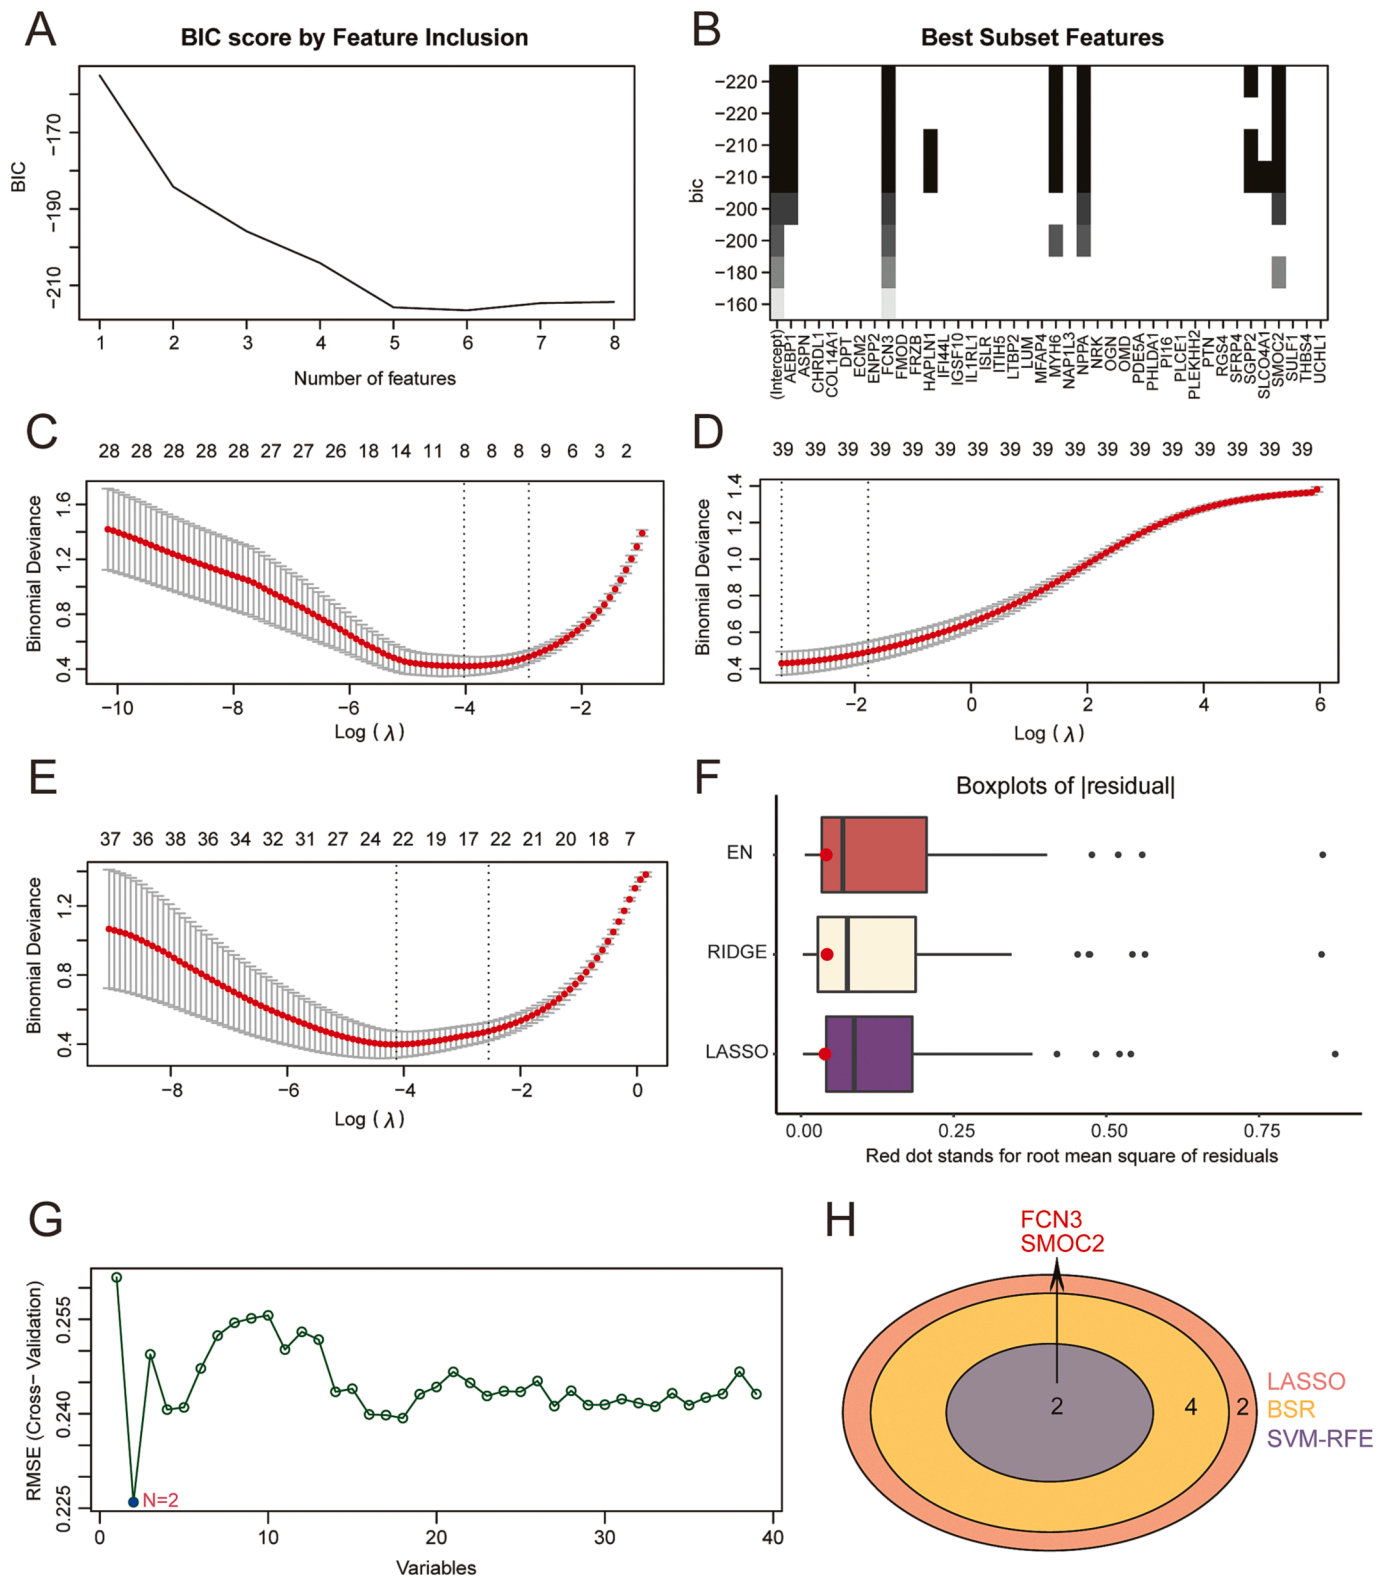 A
BIC score by Feature Inclusion
BIC
−170
−190
−210
1 2 3 4 5 6 7 8
Number of features
B
Best Subset Features
bic
−220
−220
−220
−210
−210
−200
−200
−180
−160
(Intercept)
AEBP1
ASPN
CHRDL1
COL14A1
DPT
ECM2
ENPP2
FCN3
FMOD
FRZB
HAPLN1
IFI44L
IGSF10
IL1RL1
ISLR
ITIH5
LTBP2
LUM
MFAP4
MYH6
NAP1L3
NPPA
NRK
OGN
OMD
PDE5A
PHLDA1
PI16
PLCE1
PLEKHH2
PTN
RGS4
SFRP4
SGPP2
SLCO4A1
SMOC2
SULF1
THBS4
UCHL1
C
28 28 28 28 28 27 27 26 18 14 11 8 8 8 9 6 3 2
Binomial Deviance
1.6
1.2
0.8
0.4
−10 −8 −6 −4 −2
Log (λ)
D
39 39 39 39 39 39 39 39 39 39 39 39 39 39 39 39 39
Binomial Deviance
1.4
1.2
1.0
0.8
0.6
0.4
−2 0 2 4 6
Log (λ)
E
37 36 38 36 34 32 31 27 24 22 19 17 22 21 20 18 7
Binomial Deviance
1.2
0.8
0.4
−8 −6 −4 −2 0
Log (λ)
F
Boxplots of |residual|
EN
RIDGE
LASSO
0.00 0.25 0.50 0.75
Red dot stands for root mean square of residuals
G
RMSE (Cross− Validation)
0.255
0.240
0.225
N=2
0 10 20 30 40
Variables
H
FCN3
SMOC2
2 4 2
LASSO
BSR
SVM-RFE